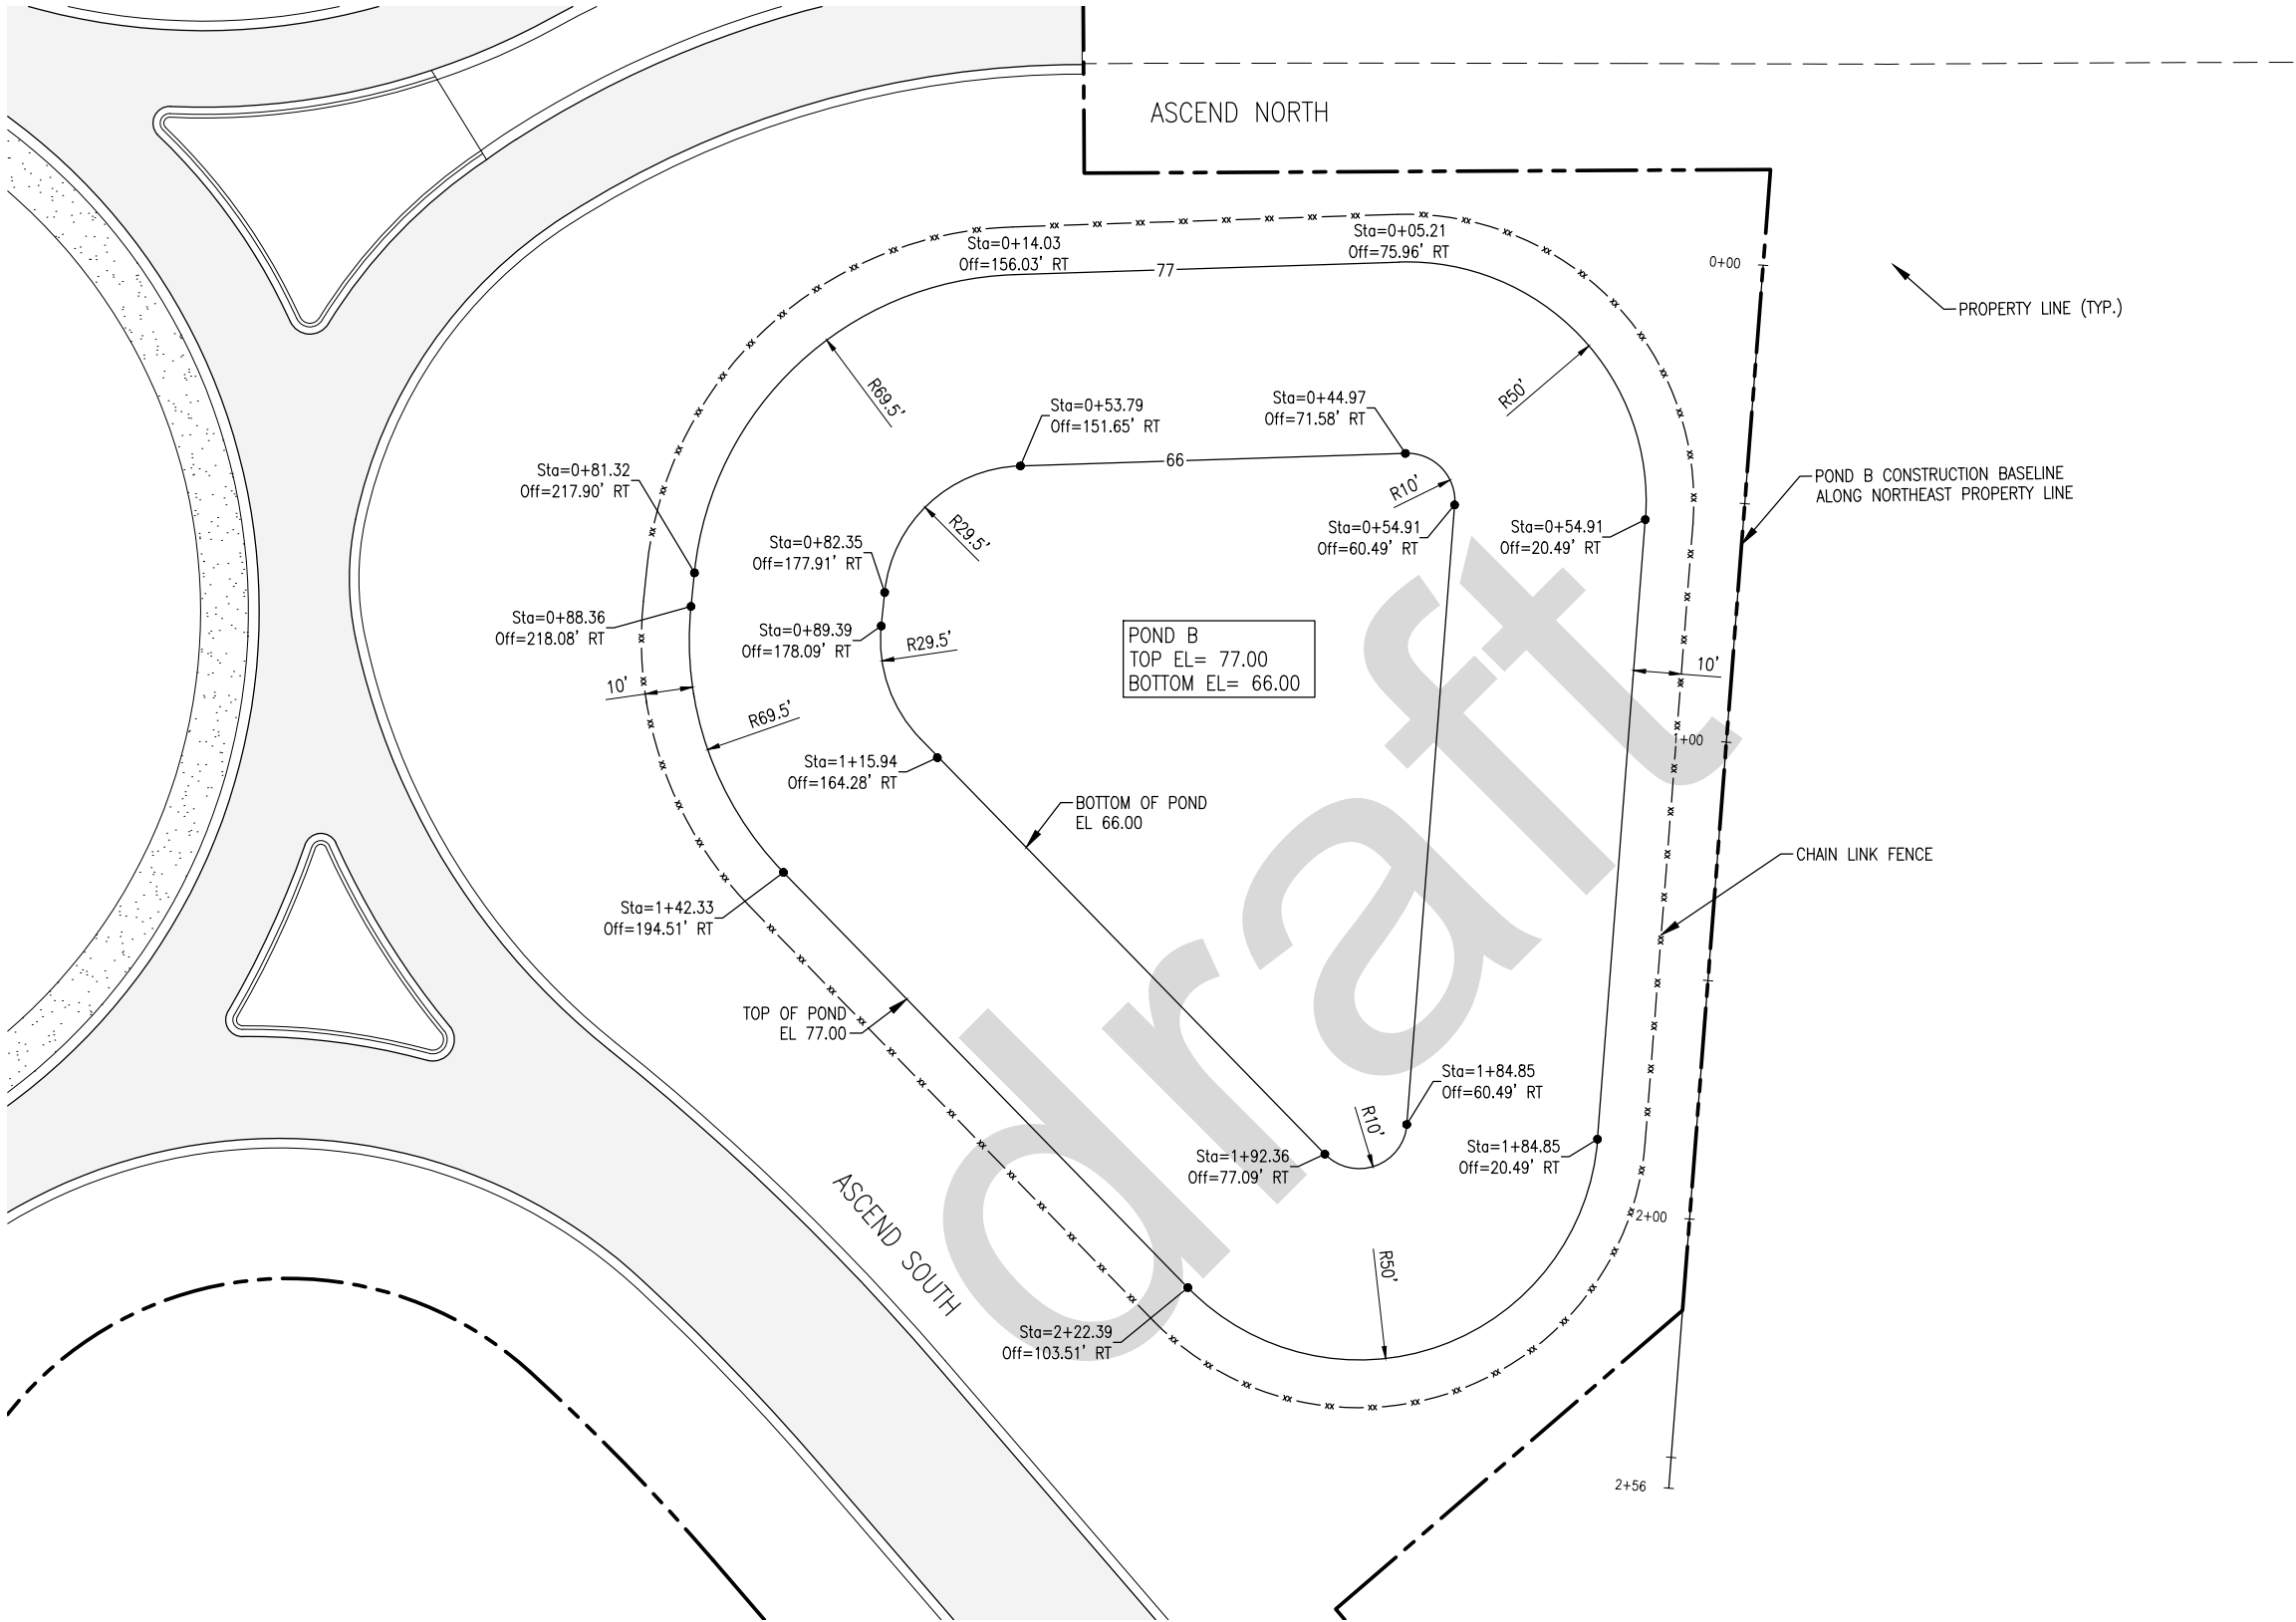 ASCEND NORTH
Sta=0+14.03
Off=156.03' RT
Sta=0+05.21
Off=75.96' RT
77
0+00
PROPERTY LINE (TYP.)
R69.5'
R50'
Sta=0+53.79
Off=151.65' RT
Sta=0+44.97
Off=71.58' RT
66
Sta=0+81.32
Off=217.90' RT
R10'
POND B CONSTRUCTION BASELINE
ALONG NORTHEAST PROPERTY LINE
R29.5'
Sta=0+54.91
Off=60.49' RT
Sta=0+54.91
Off=20.49' RT
Sta=0+82.35
Off=177.91' RT
Sta=0+88.36
Off=218.08' RT
Sta=0+89.39
Off=178.09' RT
R29.5'
POND B
TOP EL= 77.00
BOTTOM EL= 66.00
10'
10'
R69.5'
1+00
Sta=1+15.94
Off=164.28' RT
BOTTOM OF POND
EL 66.00
CHAIN LINK FENCE
Sta=1+42.33
Off=194.51' RT
TOP OF POND
EL 77.00
draft
Sta=1+84.85
Off=60.49' RT
R10'
Sta=1+92.36
Off=77.09' RT
Sta=1+84.85
Off=20.49' RT
ASCEND SOUTH
2+00
R50'
Sta=2+22.39
Off=103.51' RT
2+56
xx xx xx xx xx xx xx xx xx xx